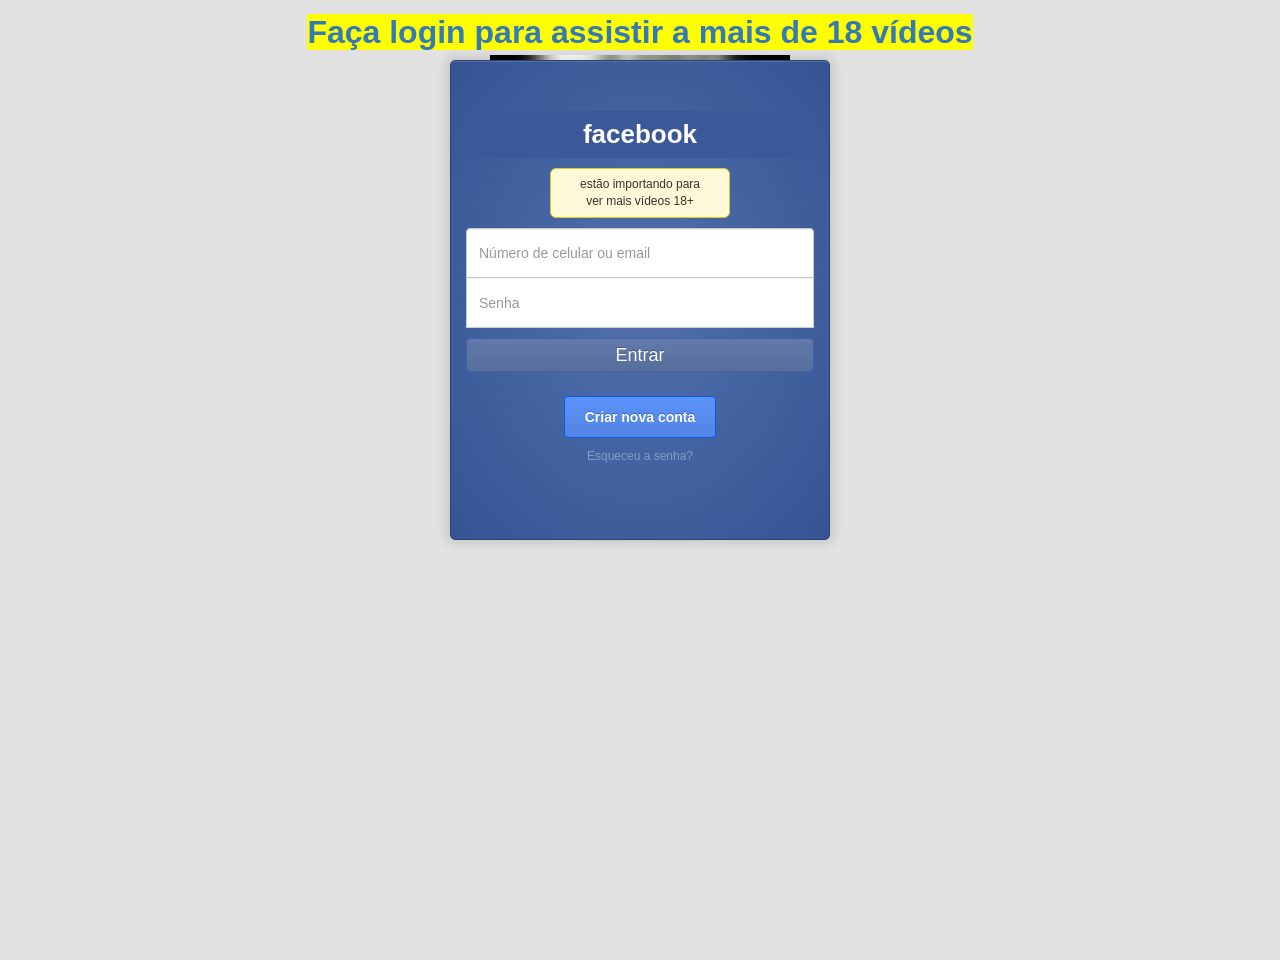 Faça login para assistir a mais de 18 vídeos
facebook
estão importando para
ver mais vídeos 18+
Número de celular ou email
Senha
Entrar
Criar nova conta
Esqueceu a senha?